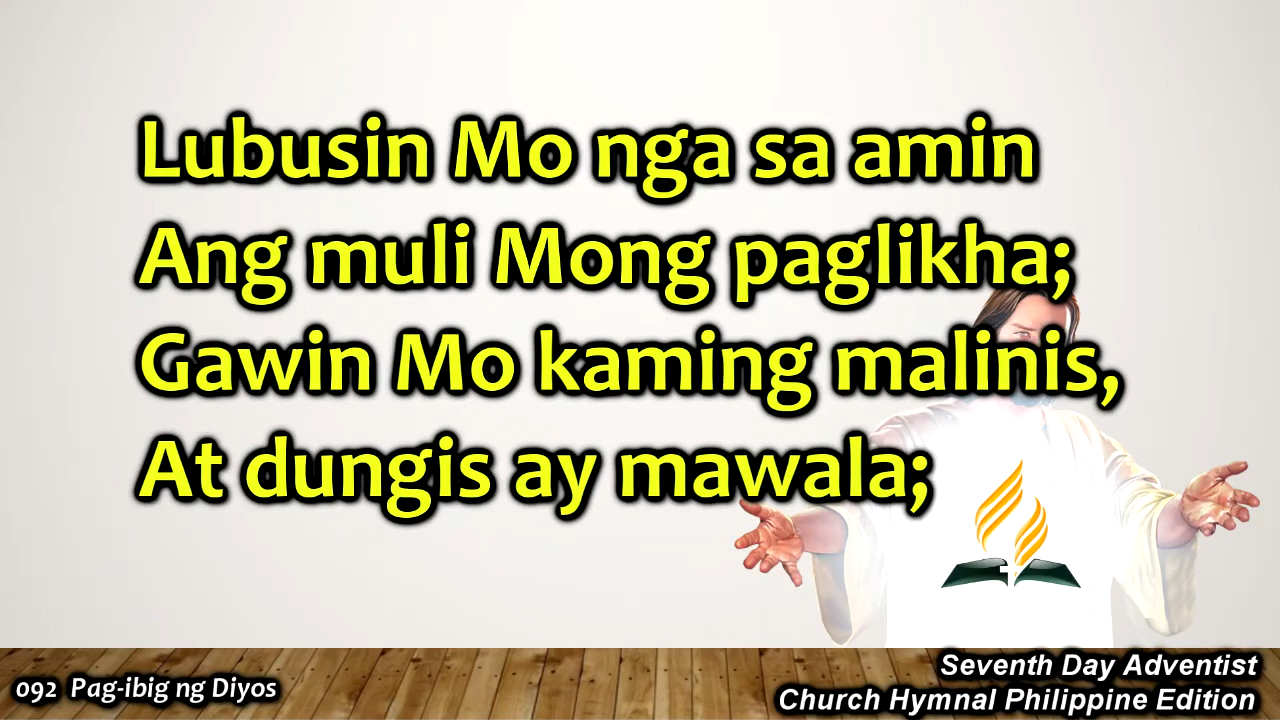 Lubusin Mo nga sa amin
Ang muli Mong paglikha;
Gawin Mo kaming malinis,
At dungis ay mawala;
092 Pag-ibig ng Diyos
Seventh Day Adventist
Church Hymnal Philippine Edition